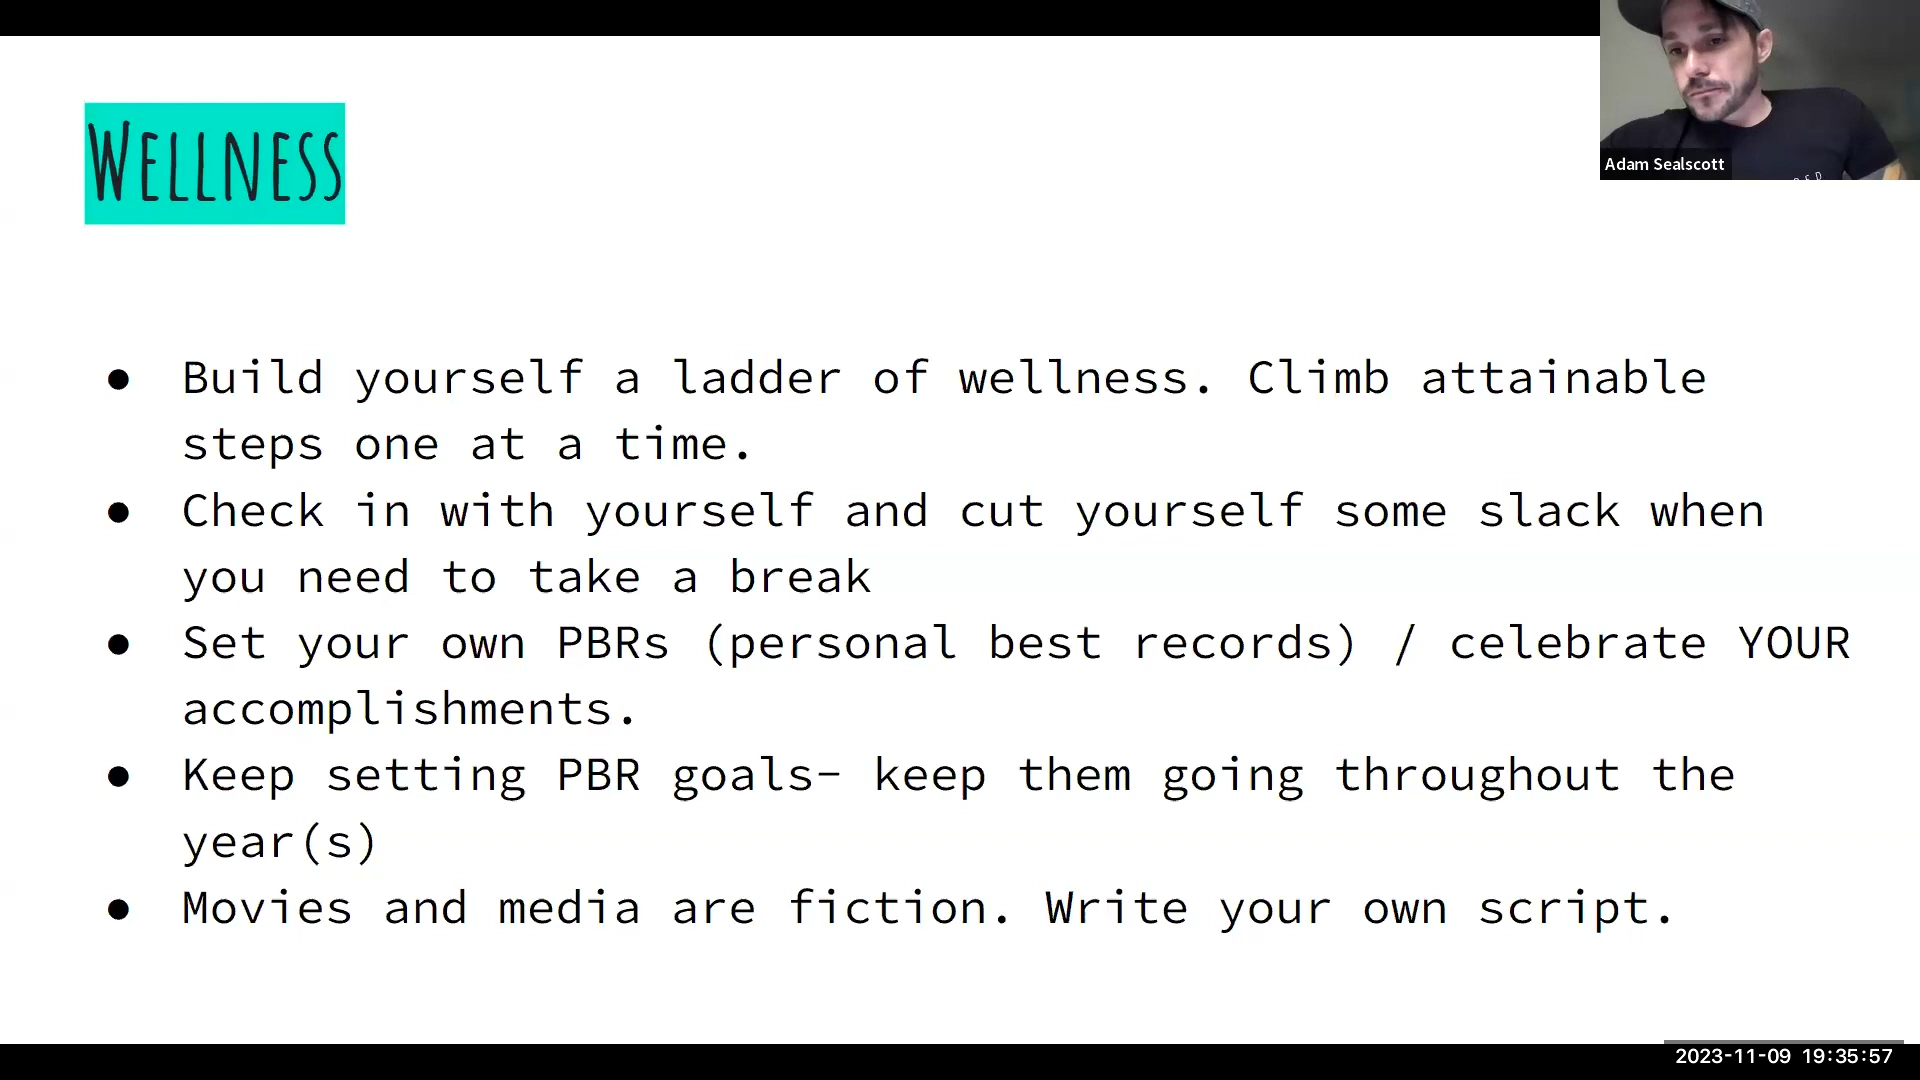 Wellness
Adam Sealscott
● Build yourself a ladder of wellness. Climb attainable
steps one at a time.
● Check in with yourself and cut yourself some slack when
you need to take a break
● Set your own PBRs (personal best records) / celebrate YOUR
accomplishments.
● Keep setting PBR goals- keep them going throughout the
year(s)
● Movies and media are fiction. Write your own script.
2023-11-09 19:35:57